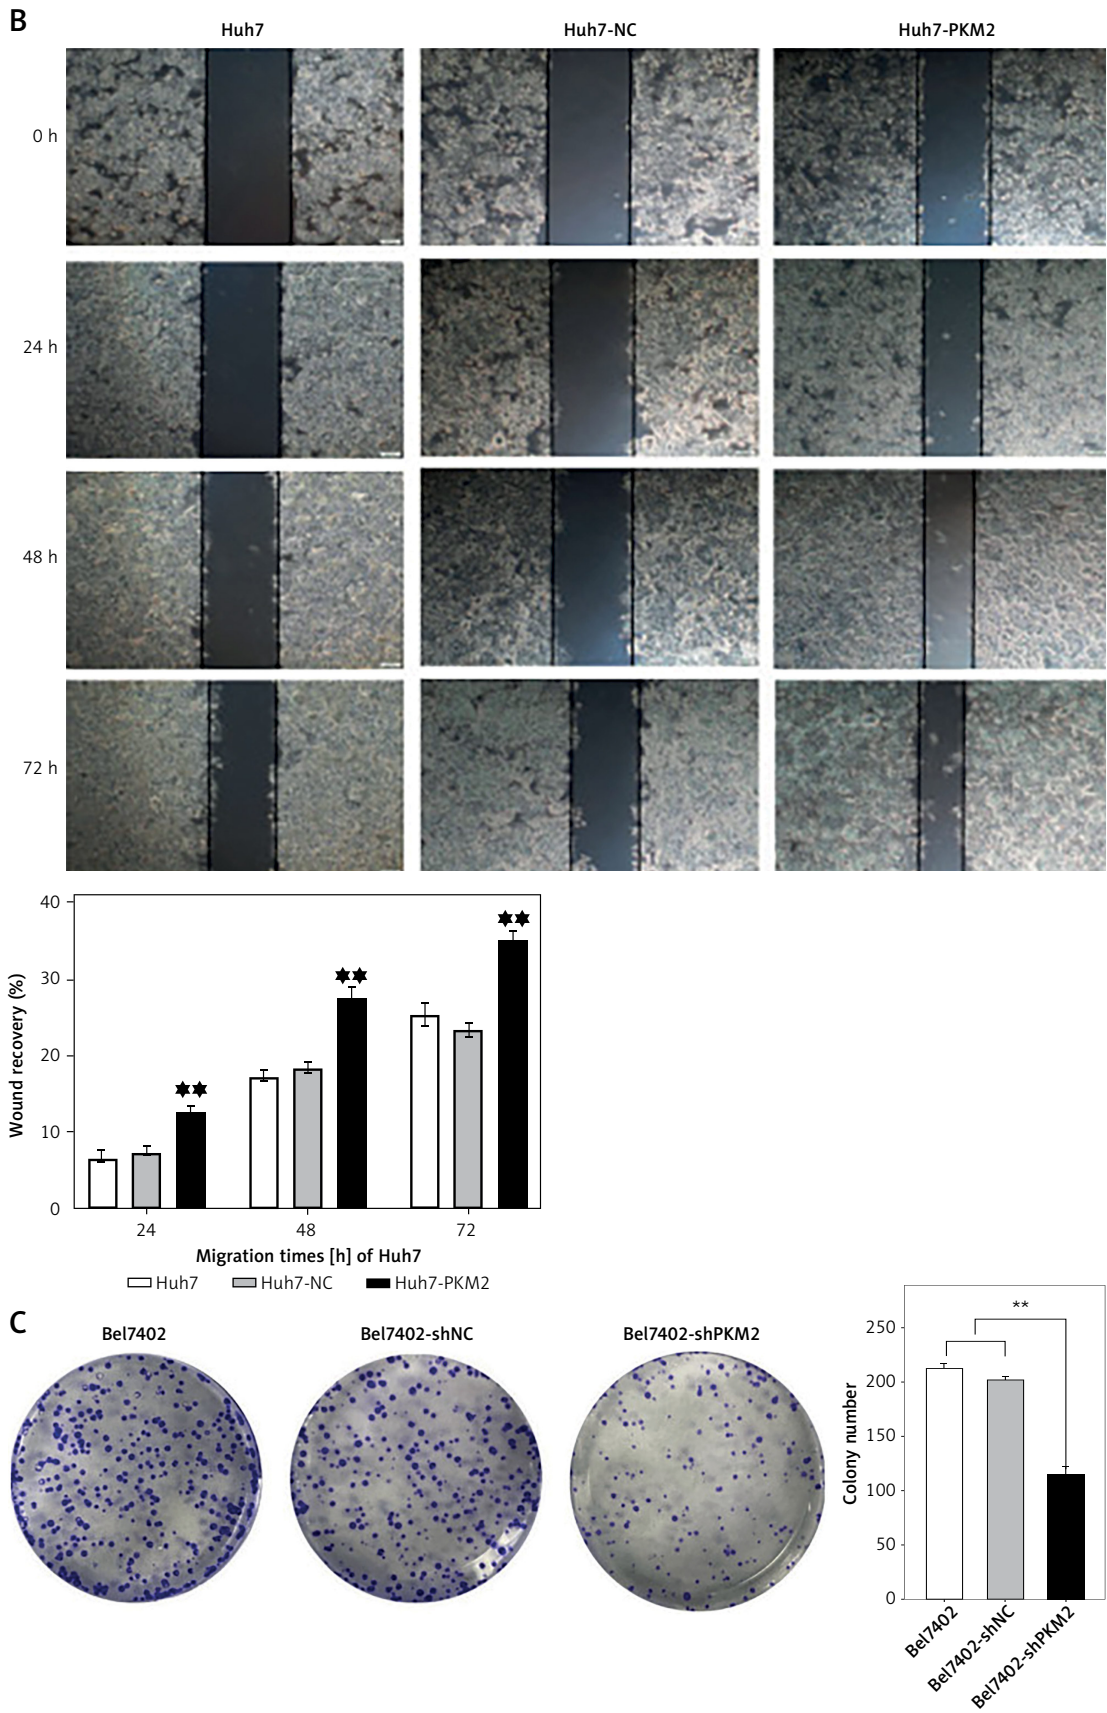 B
Huh7 Huh7-NC Huh7-PKM2
0 h
24 h
48 h
72 h
Wound recovery (%)
40
30
20
10
0
24 48 72
Migration times [h] of Huh7
Huh7 Huh7-NC Huh7-PKM2
C
Bel7402 Bel7402-shNC Bel7402-shPKM2
Colony number
**
250
200
150
100
50
0
Bel7402
Bel7402-shNC
Bel7402-shPKM2